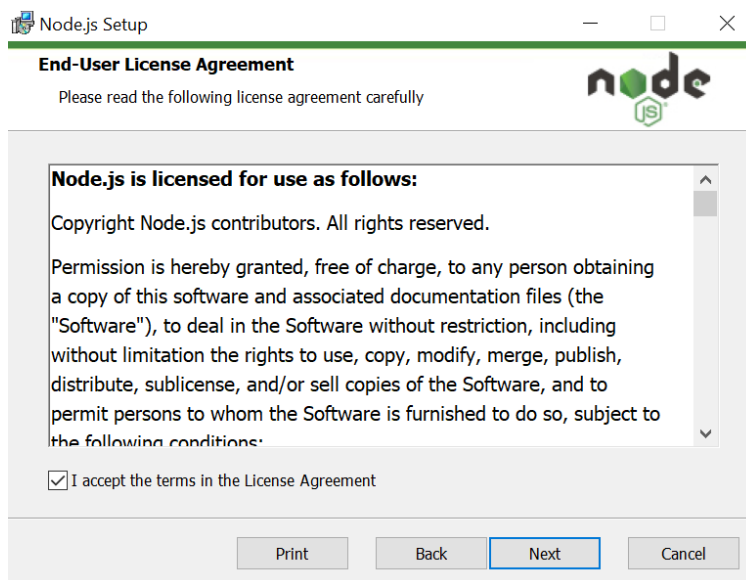 Node.js Setup
End-User License Agreement
Please read the following license agreement carefully
node
JS
Node.js is licensed for use as follows:
Copyright Node.js contributors. All rights reserved.
Permission is hereby granted, free of charge, to any person obtaining
a copy of this software and associated documentation files (the
"Software"), to deal in the Software without restriction, including
without limitation the rights to use, copy, modify, merge, publish,
distribute, sublicense, and/or sell copies of the Software, and to
permit persons to whom the Software is furnished to do so, subject to
the following conditions:
I accept the terms in the License Agreement
Print
Back
Next
Cancel